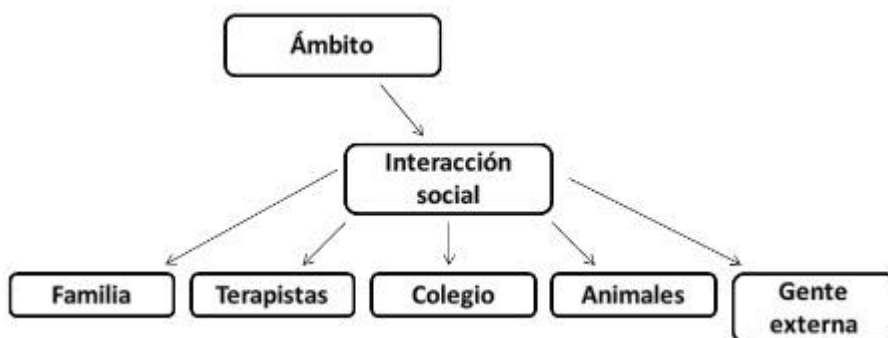 Ámbito
Interacción
social
Familia
Terapistas
Colegio
Animales
Gente
externa